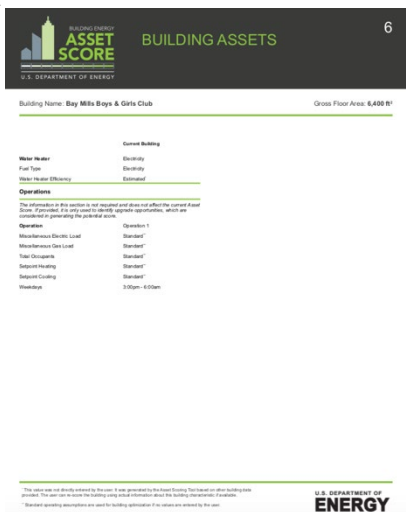 BUILDING ENERGY
ASSET
SCORE
U.S. DEPARTMENT OF ENERGY
BUILDING ASSETS
6
Building Name: Bay Mills Boys & Girls Club
Gross Floor Area: 6,400 ft²
Current Building
Water Heater Electricity
Fuel Type Electricity
Water Heater Efficiency Estimated*
Operations
The information in this section is not required and does not affect the current Asset
Score. If provided, it is only used to identify upgrade opportunities, which are
considered in generating the potential score.
Operation Operation 1
Miscellaneous Electric Load Standard**
Miscellaneous Gas Load Standard**
Total Occupants Standard**
Setpoint Heating Standard**
Setpoint Cooling Standard**
Weekdays 3:00pm - 6:00am
* This value was not directly entered by the user. It was generated by the Asset Scoring Tool based on other building data
provided. The user can re-score the building using actual information about this building characteristic if available.
** Standard operating assumptions are used for building optimization if no values are entered by the user.
U.S. DEPARTMENT OF
ENERGY